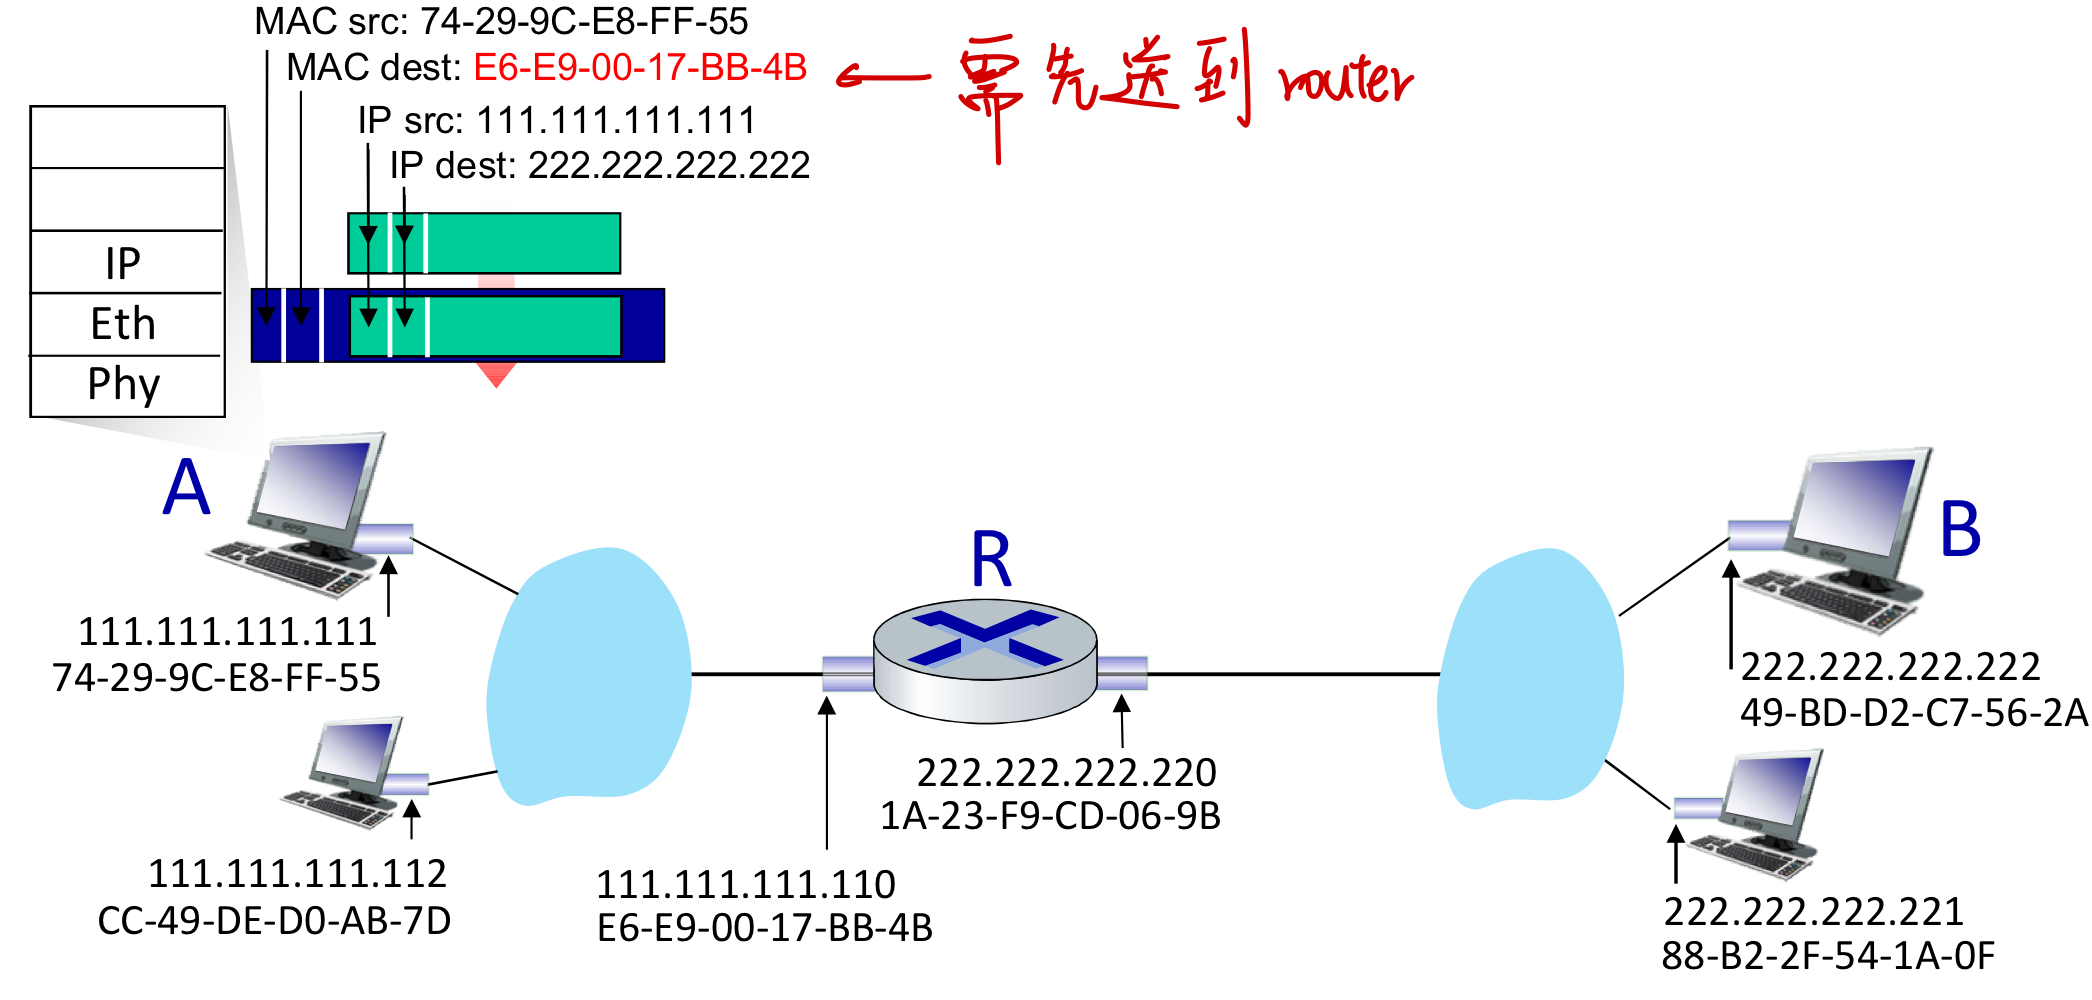 MAC src: 74-29-9C-E8-FF-55
MAC dest: E6-E9-00-17-BB-4B ← 需先送到 router
IP src: 111.111.111.111
IP dest: 222.222.222.222
IP
Eth
Phy
A
R
B
111.111.111.111
74-29-9C-E8-FF-55
222.222.222.222
49-BD-D2-C7-56-2A
222.222.222.220
1A-23-F9-CD-06-9B
111.111.111.112
CC-49-DE-D0-AB-7D
111.111.111.110
E6-E9-00-17-BB-4B
222.222.222.221
88-B2-2F-54-1A-0F